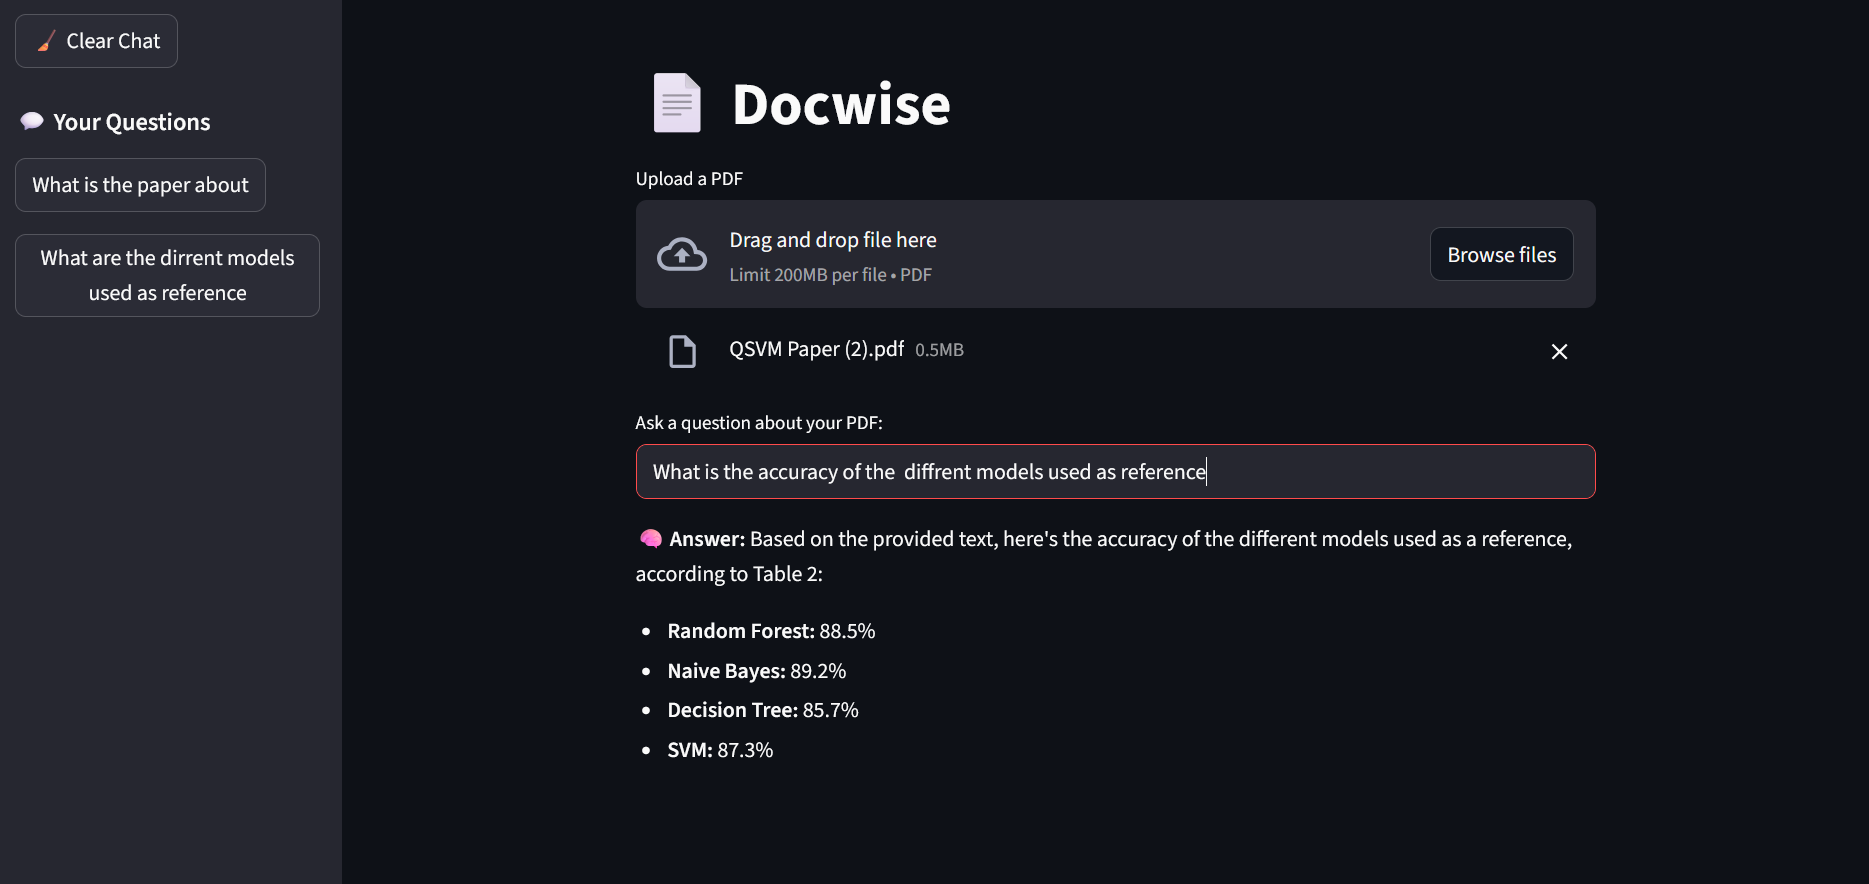 Clear Chat
Your Questions
What is the paper about
What are the dirrent models
used as reference
Docwise
Upload a PDF
Drag and drop file here
Limit 200MB per file • PDF
Browse files
QSVM Paper (2).pdf 0.5MB
Ask a question about your PDF:
What is the accuracy of the  diffrent models used as reference
Answer: Based on the provided text, here's the accuracy of the different models used as a reference,
according to Table 2:
• Random Forest: 88.5%
• Naive Bayes: 89.2%
• Decision Tree: 85.7%
• SVM: 87.3%